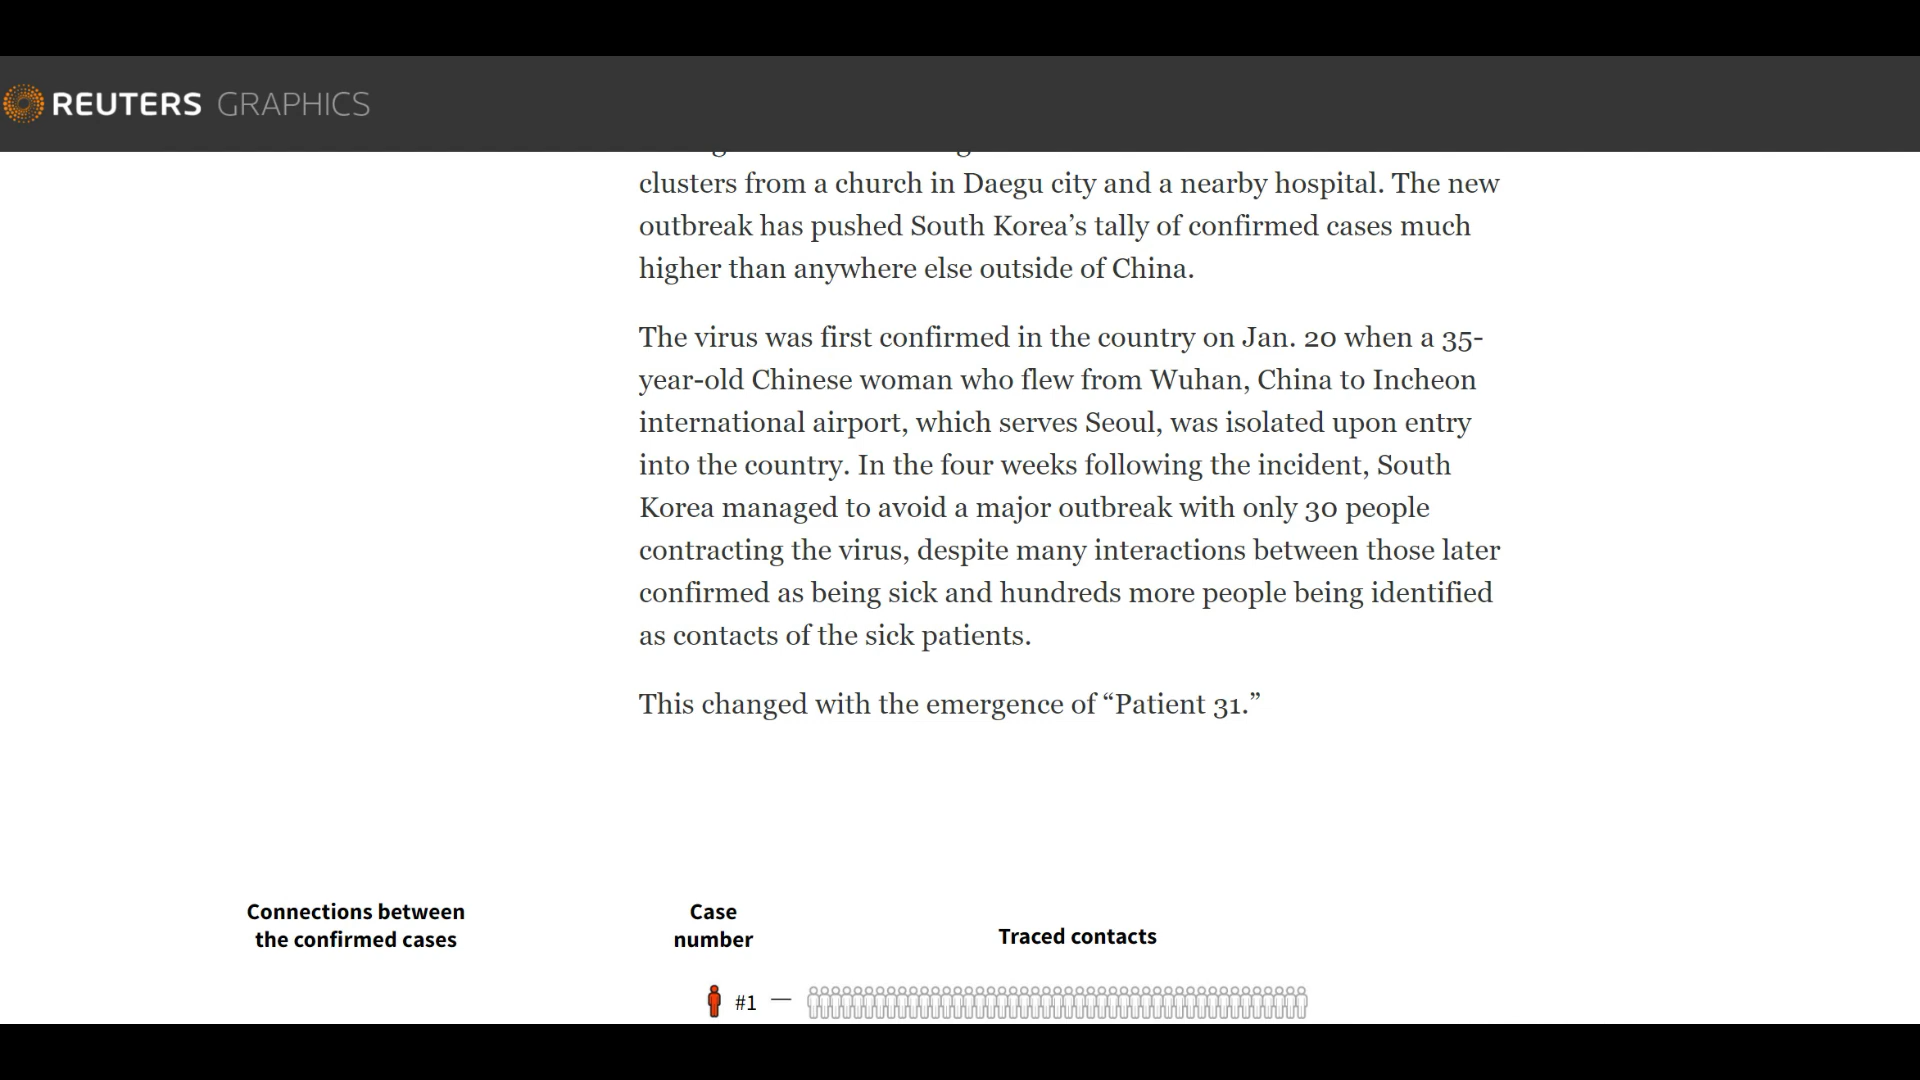 REUTERS GRAPHICS
clusters from a church in Daegu city and a nearby hospital. The new
outbreak has pushed South Korea’s tally of confirmed cases much
higher than anywhere else outside of China.
The virus was first confirmed in the country on Jan. 20 when a 35-
year-old Chinese woman who flew from Wuhan, China to Incheon
international airport, which serves Seoul, was isolated upon entry
into the country. In the four weeks following the incident, South
Korea managed to avoid a major outbreak with only 30 people
contracting the virus, despite many interactions between those later
confirmed as being sick and hundreds more people being identified
as contacts of the sick patients.
This changed with the emergence of “Patient 31.”
Connections between
the confirmed cases
Case
number
Traced contacts
#1 —